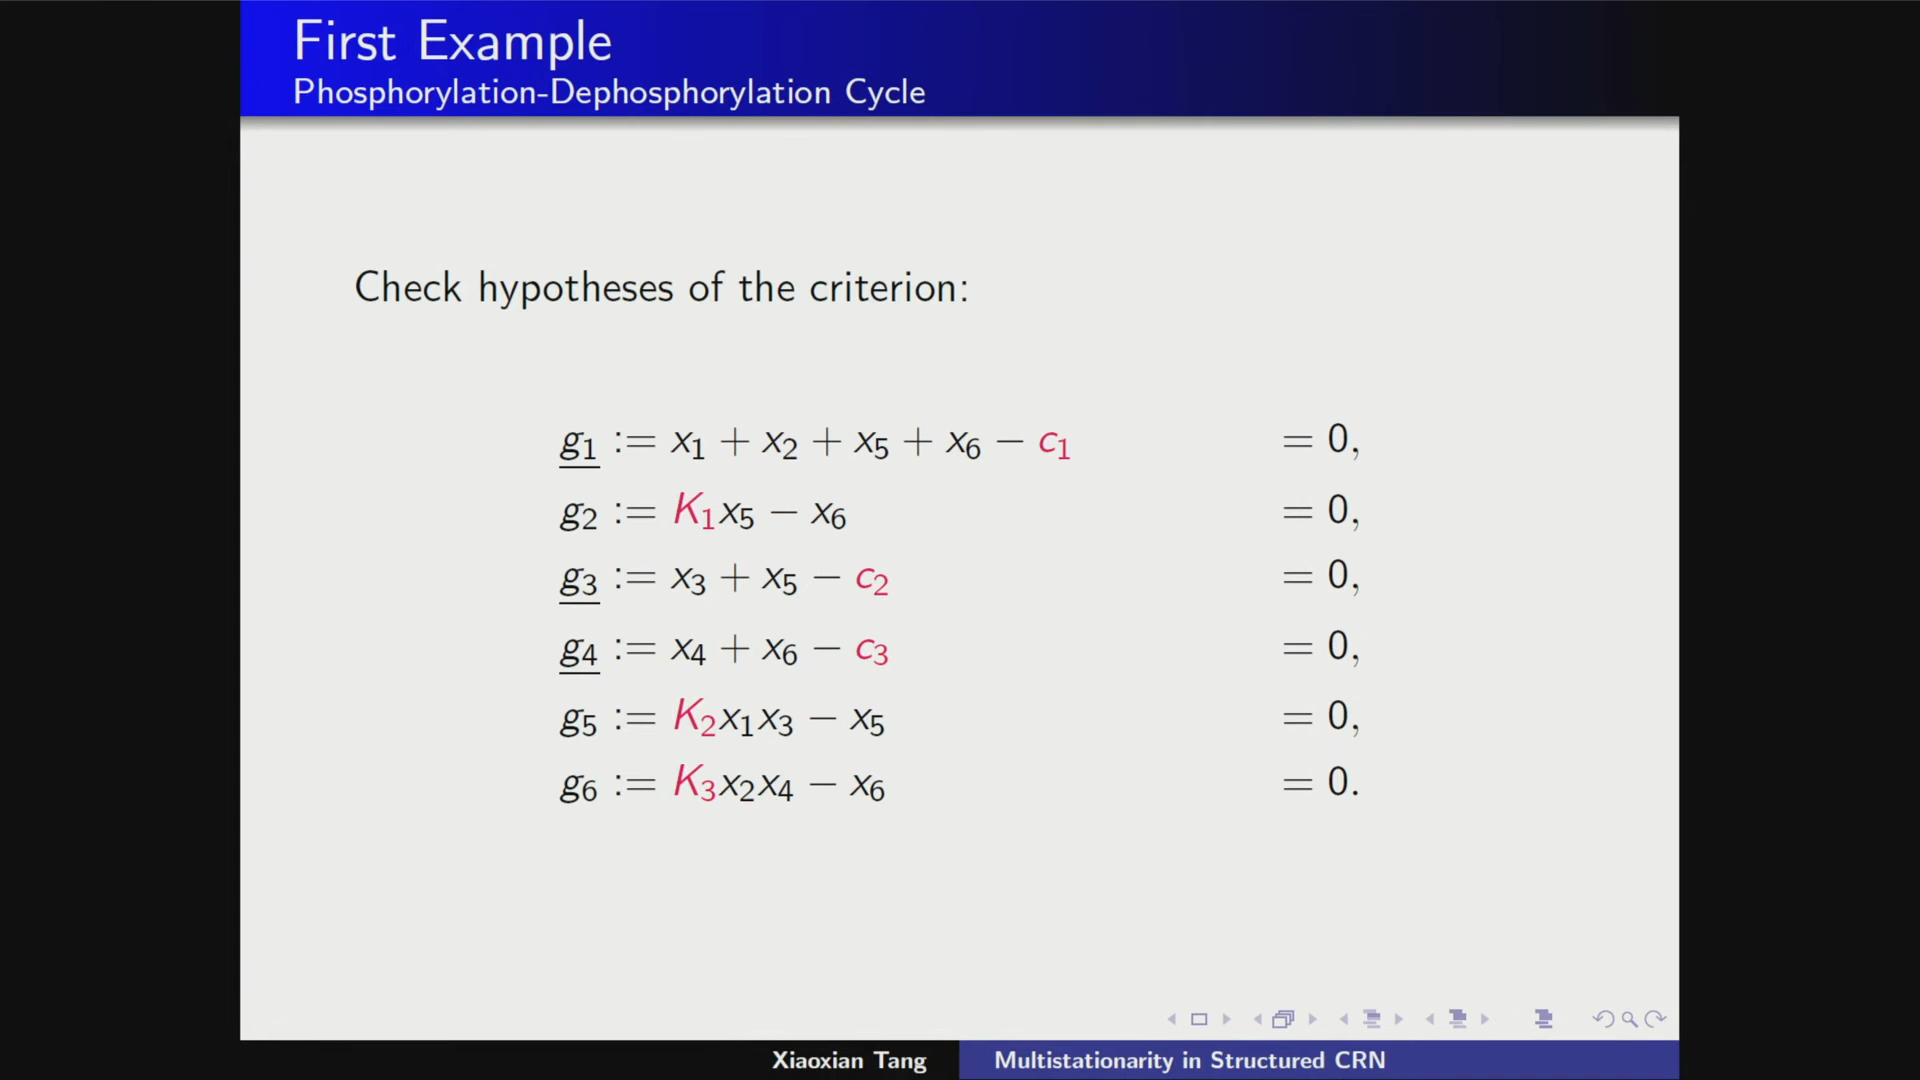 First Example
Phosphorylation-Dephosphorylation Cycle
Check hypotheses of the criterion:
g₁ := x₁ + x₂ + x₅ + x₆ − c₁ = 0,
g₂ := K₁x₅ − x₆ = 0,
g₃ := x₃ + x₅ − c₂ = 0,
g₄ := x₄ + x₆ − c₃ = 0,
g₅ := K₂x₁x₃ − x₅ = 0,
g₆ := K₃x₂x₄ − x₆ = 0.
Xiaoxian Tang Multistationarity in Structured CRN